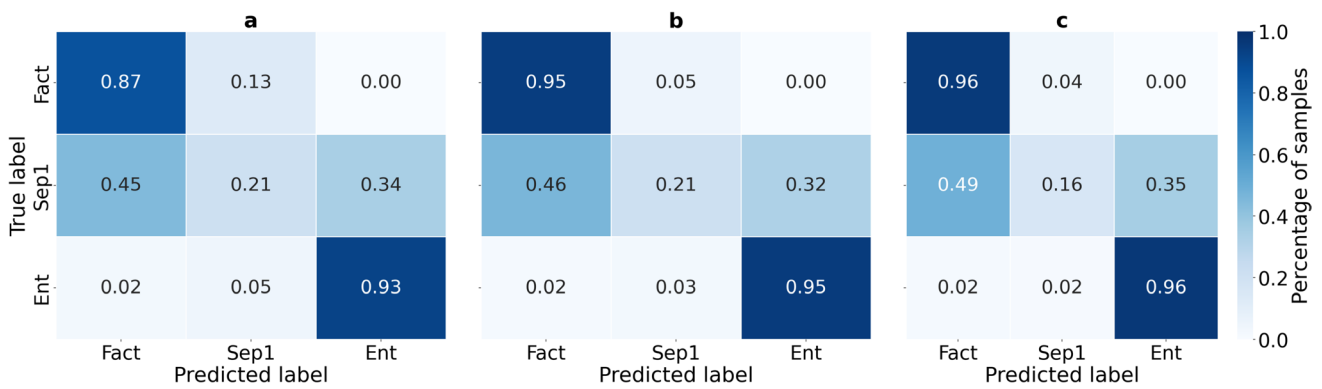 a b c
0.87 0.13 0.00 0.95 0.05 0.00 0.96 0.04 0.00
0.45 0.21 0.34 0.46 0.21 0.32 0.49 0.16 0.35
0.02 0.05 0.93 0.02 0.03 0.95 0.02 0.02 0.96
Fact Sep1 Ent Fact Sep1 Ent Fact Sep1 Ent
Predicted label Predicted label Predicted label
True label
Fact
Sep1
Ent
1.0
0.8
0.6
0.4
0.2
0.0
Percentage of samples